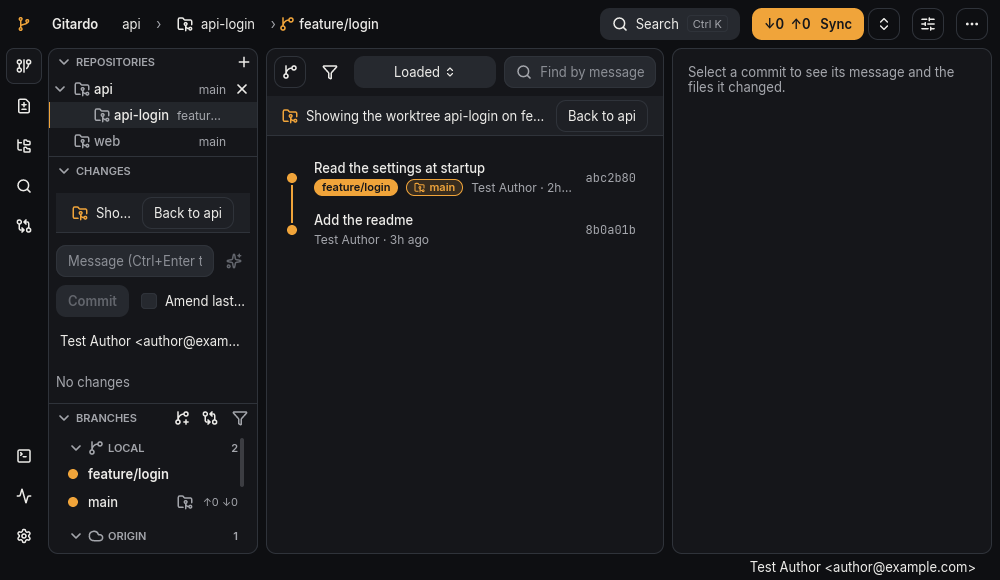 Gitardo api › api-login › feature/login Search Ctrl K ↓0 ↑0 Sync
REPOSITORIES
api main
api-login featur...
web main
CHANGES
Sho... Back to api
Message (Ctrl+Enter t
Commit Amend last...
Test Author <author@exam...
No changes
BRANCHES
LOCAL 2
feature/login
main ↑0 ↓0
ORIGIN 1
Loaded Find by message
Showing the worktree api-login on fe... Back to api
Read the settings at startup
feature/login main Test Author · 2h... abc2b80
Add the readme
Test Author · 3h ago 8b0a01b
Select a commit to see its message and the
files it changed.
Test Author <author@example.com>